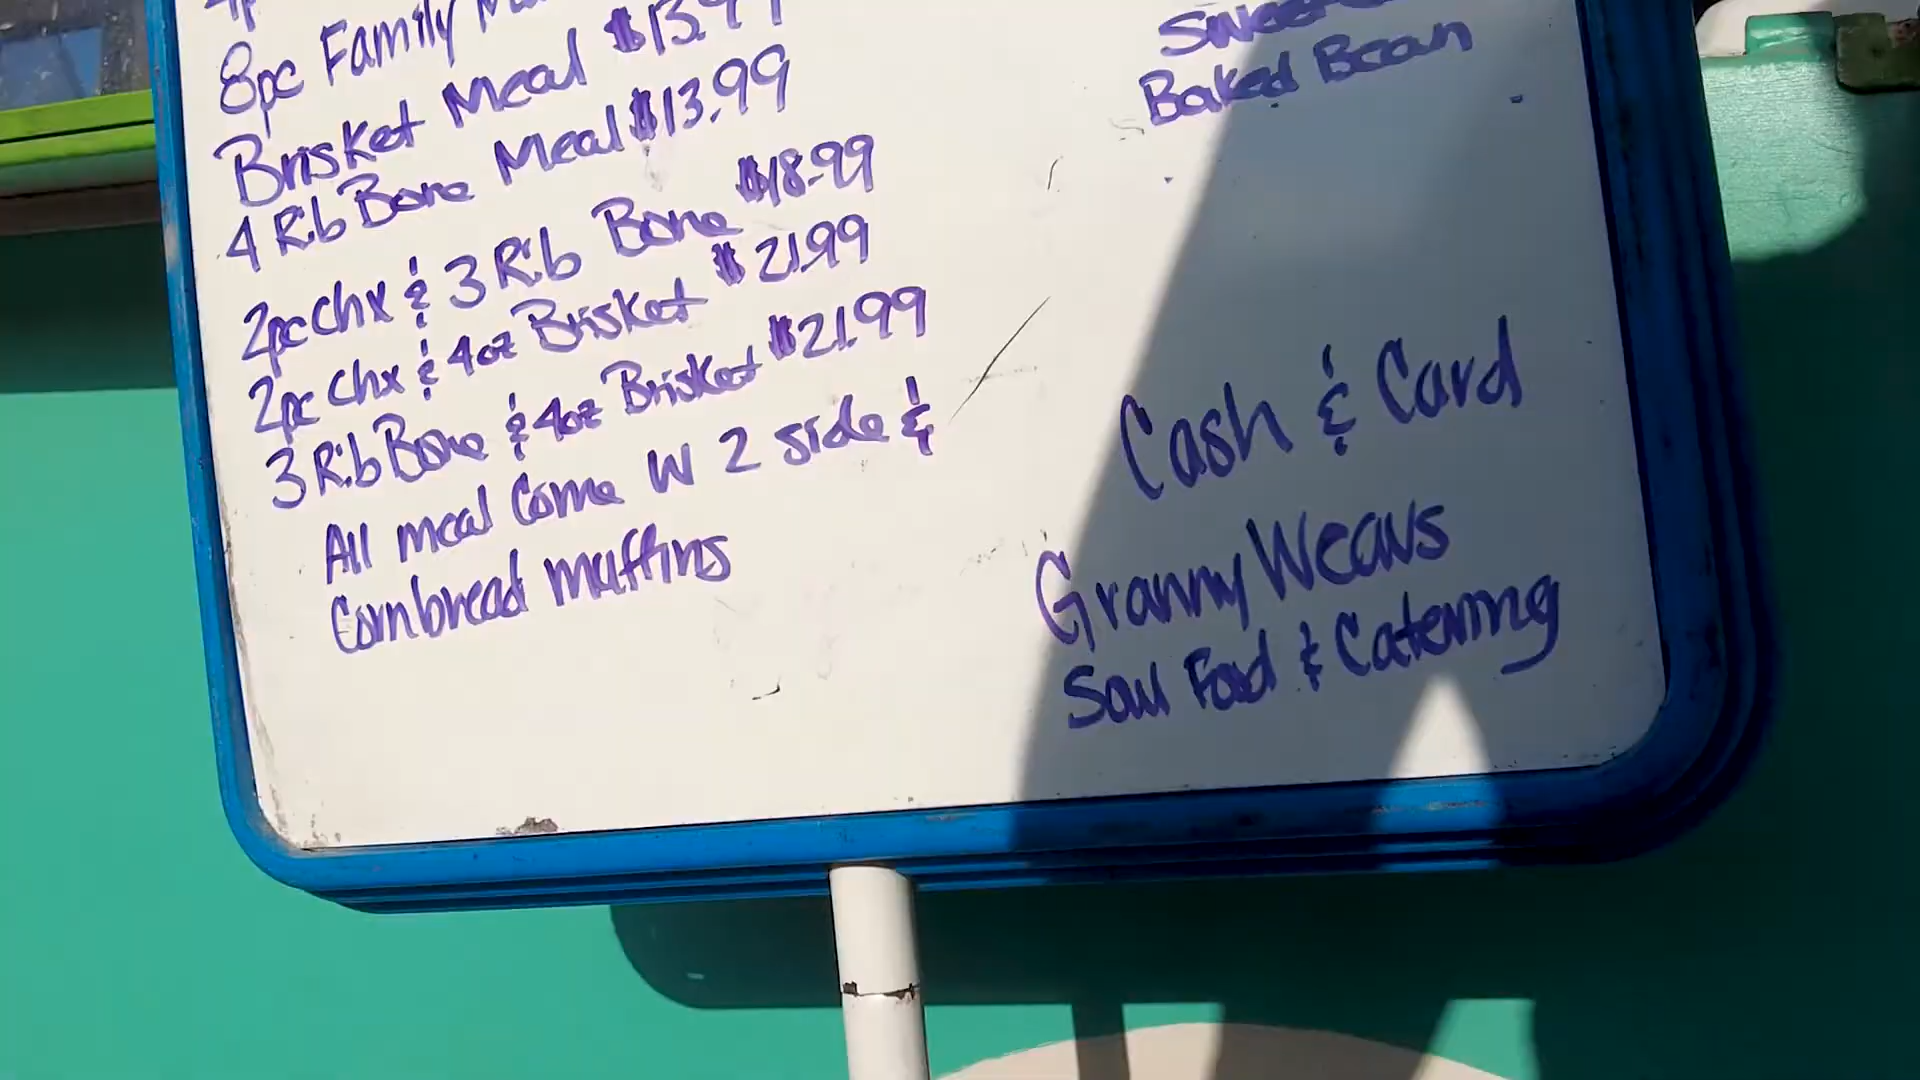 8pc Family
Brisket Meal $13.99
4 Rib Bone Meal $13.99
2pc Chx & 3 Rib Bone $18.99
2pc Chx & 4oz Brisket $21.99
3 Rib Bone & 4oz Brisket $21.99
All meal Come W 2 side &
Cornbread muffins
Baked Bean
Cash & Card
Granny Weavs
Soul Food & Catering